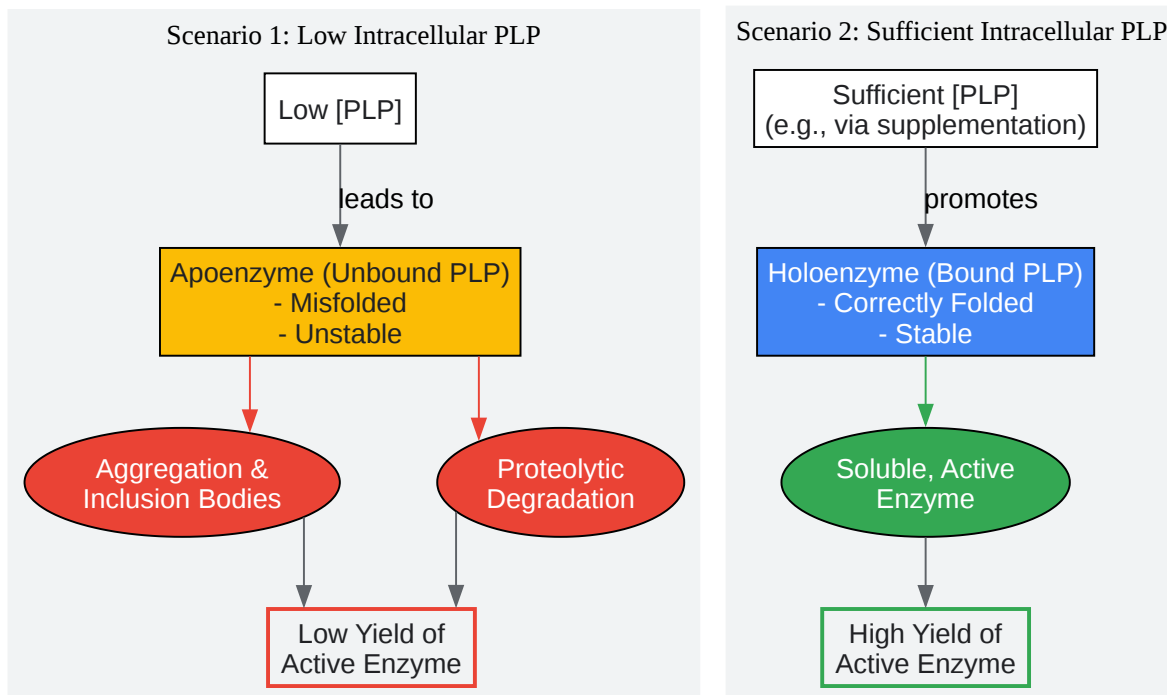 Scenario 1: Low Intracellular PLP
Low [PLP]
leads to
Apoenzyme (Unbound PLP)
- Misfolded
- Unstable
Aggregation &
Inclusion Bodies
Proteolytic
Degradation
Low Yield of
Active Enzyme
Scenario 2: Sufficient Intracellular PLP
Sufficient [PLP]
(e.g., via supplementation)
promotes
Holoenzyme (Bound PLP)
- Correctly Folded
- Stable
Soluble, Active
Enzyme
High Yield of
Active Enzyme